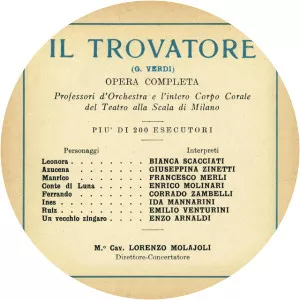 IL TROVATORE
(G. VERDI)
OPERA COMPLETA
Professori d'Orchestra e l'intero Corpo Corale
del Teatro alla Scala di Milano
PIU' DI 200 ESECUTORI
Personaggi Interpreti
Leonora . . . . . . . . BIANCA SCACCIATI
Azucena . . . . . . . . GIUSEPPINA ZINETTI
Manrico . . . . . . . . FRANCESCO MERLI
Conte di Luna . . . . . . ENRICO MOLINARI
Ferrando . . . . . . . . CORRADO ZAMBELLI
Ines . . . . . . . . . IDA MANNARINI
Ruiz . . . . . . . . . EMILIO VENTURINI
Un vecchio zingaro . . . . ENZO ARNALDI
M.º Cav. LORENZO MOLAJOLI
Direttore-Concertatore